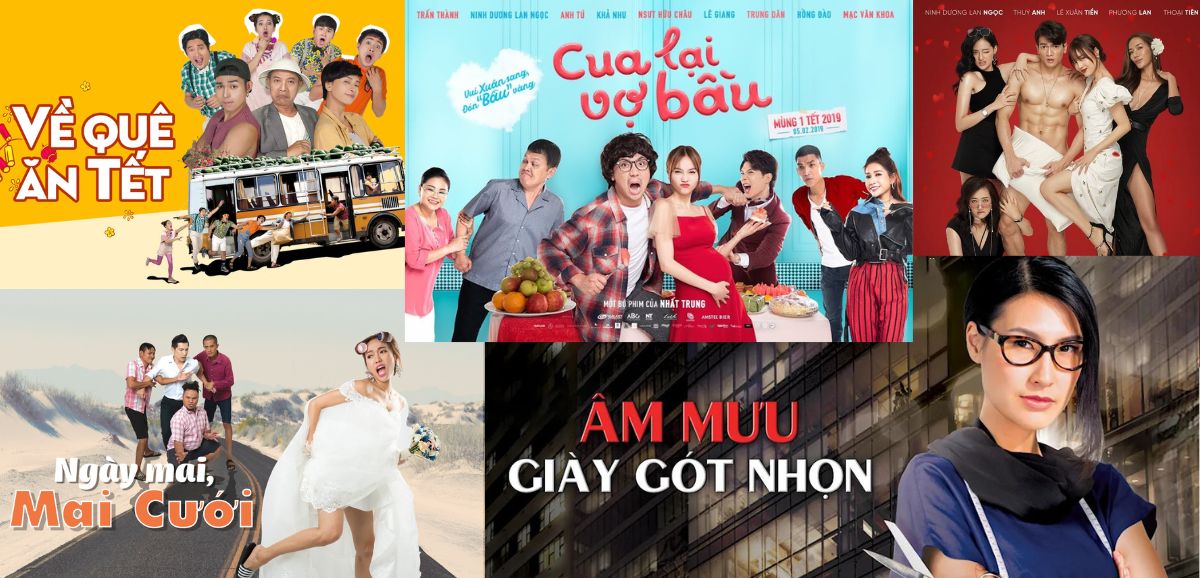 VỀ QUÊ
ĂN TẾT
TRẤN THÀNH NINH DƯƠNG LAN NGỌC ANH TÚ KHẢ NHƯ NSƯT HỮU CHÂU LÊ GIANG TRUNG DÂN HỒNG ĐÀO MẠC VĂN KHOA
Vui Xuân sang,
Đón "Bầu" vàng
Cua lại
vợ bầu
MÙNG 1 TẾT 2019
05.02.2019
MỘT BỘ PHIM CỦA NHẤT TRUNG
NINH DƯƠNG LAN NGỌC THUỲ ANH LÊ XUÂN TIỀN PHƯƠNG LAN THOẠI TIÊN
Ngày mai,
Mai Cưới
ÂM MƯU
GIÀY GÓT NHỌN